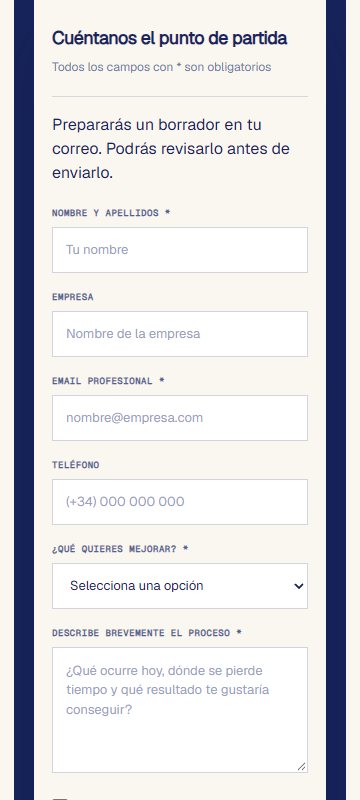 Cuéntanos el punto de partida
Todos los campos con * son obligatorios
Prepararás un borrador en tu
correo. Podrás revisarlo antes de
enviarlo.
NOMBRE Y APELLIDOS *
Tu nombre
EMPRESA
Nombre de la empresa
EMAIL PROFESIONAL *
nombre@empresa.com
TELÉFONO
(+34) 000 000 000
¿QUÉ QUIERES MEJORAR? *
Selecciona una opción
DESCRIBE BREVEMENTE EL PROCESO *
¿Qué ocurre hoy, dónde se pierde
tiempo y qué resultado te gustaría
conseguir?